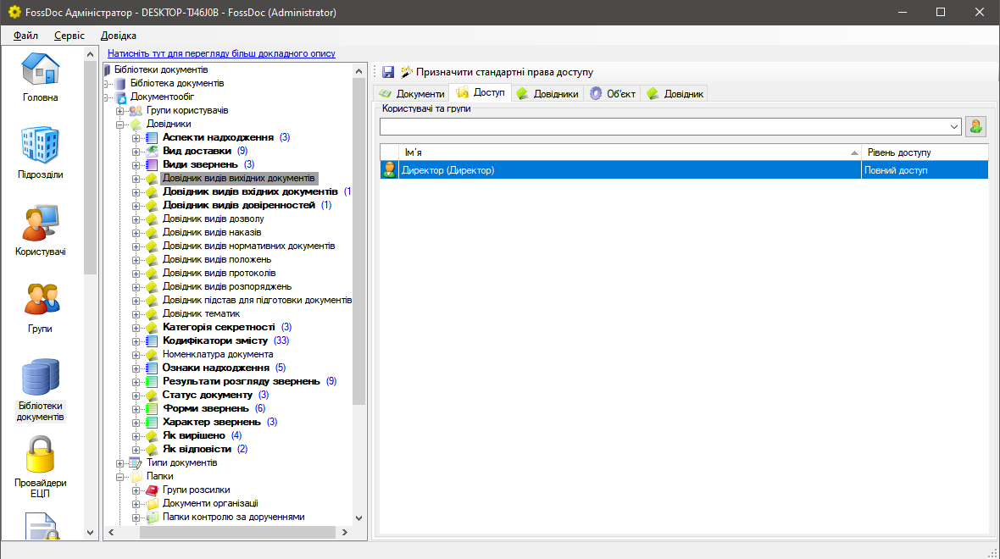 FossDoc Адміністратор - DESKTOP-TJ46J0B - FossDoc (Administrator)
Файл Сервіс Довідка
Головна
Підрозділи
Користувачі
Групи
Бібліотеки
документів
Провайдери
ЕЦП
Натисніть тут для перегляду більш докладного опису
Бібліотеки документів
Бібліотека документів
Документообіг
Групи користувачів
Довідники
Аспекти надходження (3)
Вид доставки (9)
Види звернень (3)
Довідник видів вихідних документів
Довідник видів вхідних документів (1
Довідник видів довіренностей (1)
Довідник видів дозволу
Довідник видів наказів
Довідник видів нормативних документів
Довідник видів положень
Довідник видів протоколів
Довідник видів розпоряджень
Довідник підстав для підготовки документів
Довідник тематик
Категорія секретності (3)
Кодифікатори змісту (33)
Номенклатура документа
Ознаки надходження (5)
Результати розгляду звернень (9)
Статус документу (3)
Форми звернень (6)
Характер звернень (3)
Як вирішено (4)
Як відповісти (2)
Типи документів
Папки
Групи розсилки
Документи організації
Папки контролю за дорученнями
Призначити стандартні права доступу
Документи Доступ Довідники Об'єкт Довідник
Користувачі та групи
Ім'я Рівень доступу
Директор (Директор) Повний доступ